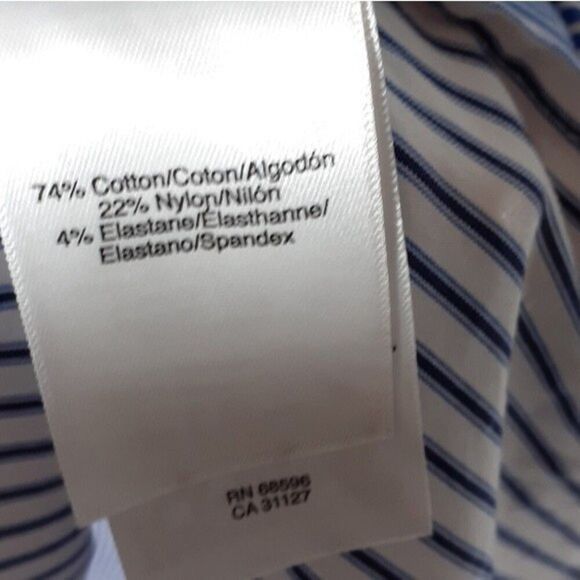 74% Cotton/Coton/Algodón
22% Nylon/Nilón
4% Elastane/Élasthanne/
Elastano/Spandex
RN 68596
CA 31127